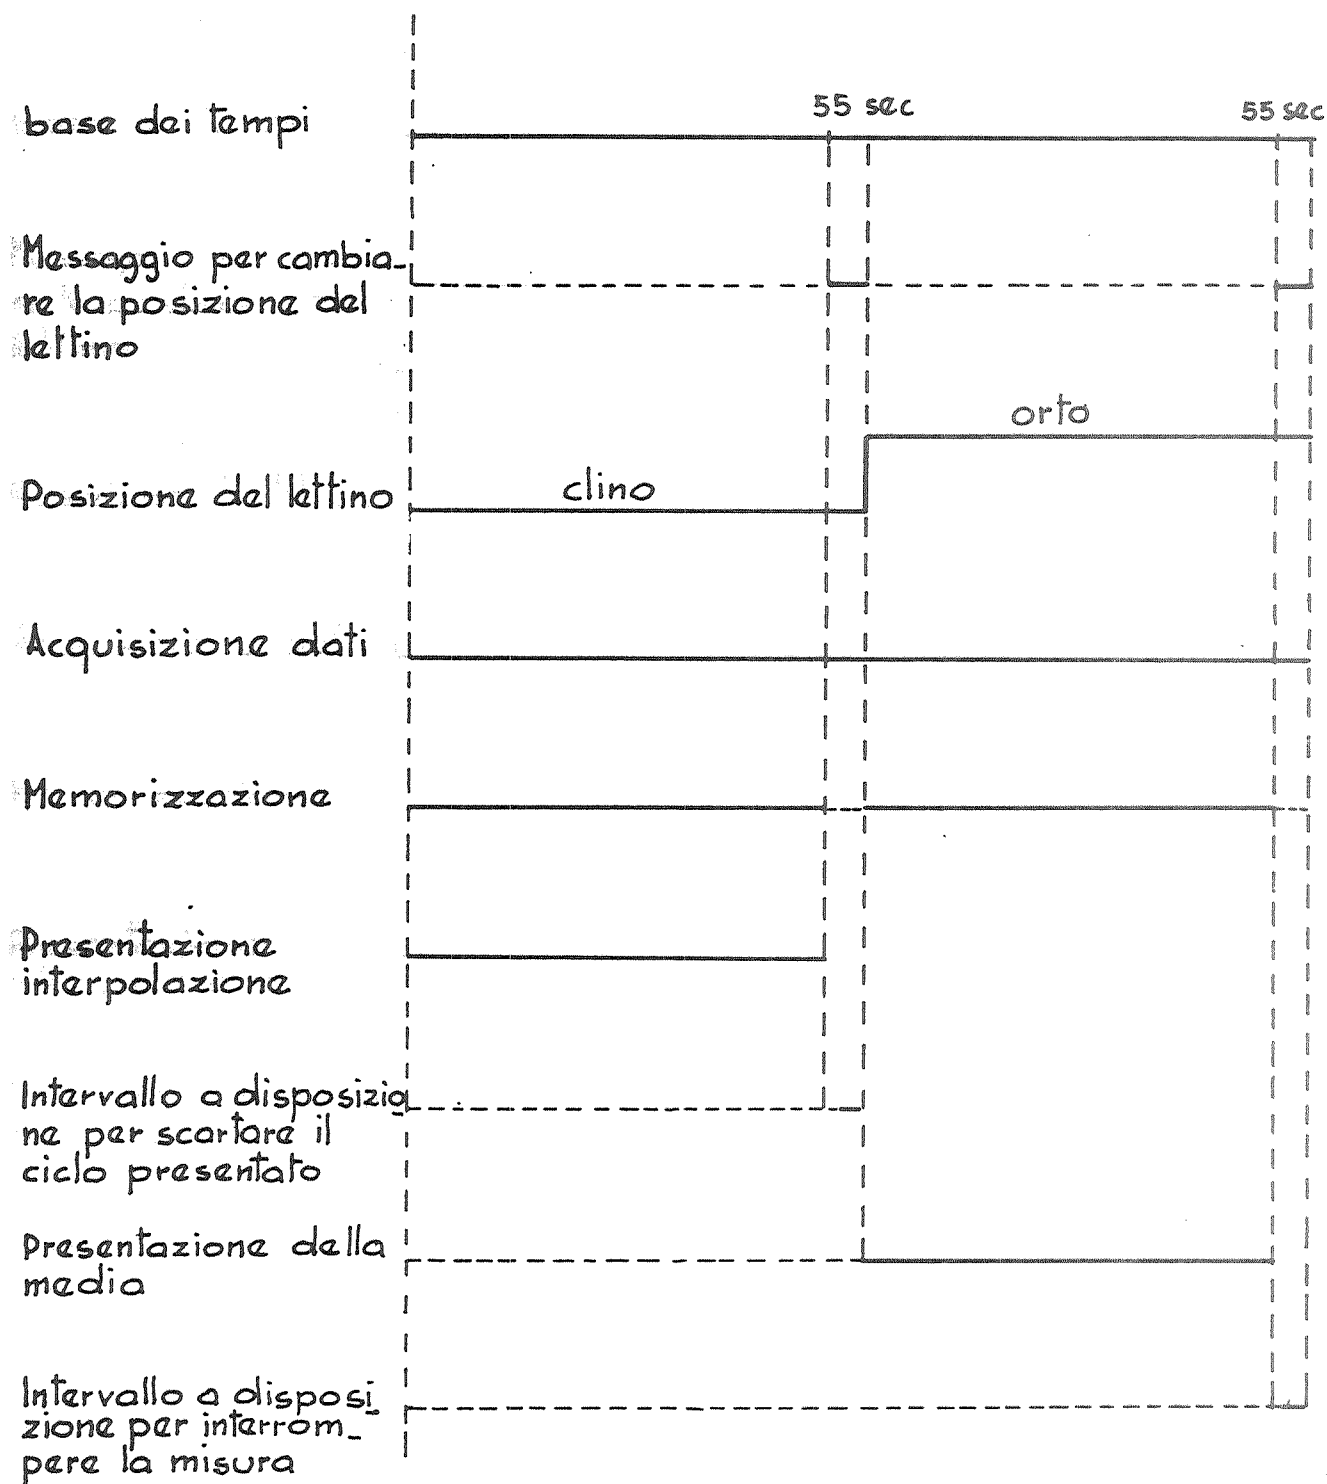 55 sec
55 sec
base dei tempi
Messaggio per cambia-
re la posizione del
lettino
orto
clino
Posizione del lettino
Acquisizione dati
Memorizzazione
Presentazione
interpolazione
Intervallo a disposizio
ne per scartare il
ciclo presentato
Presentazione della
media
Intervallo a disposi_
zione per interrom_
pere la misura